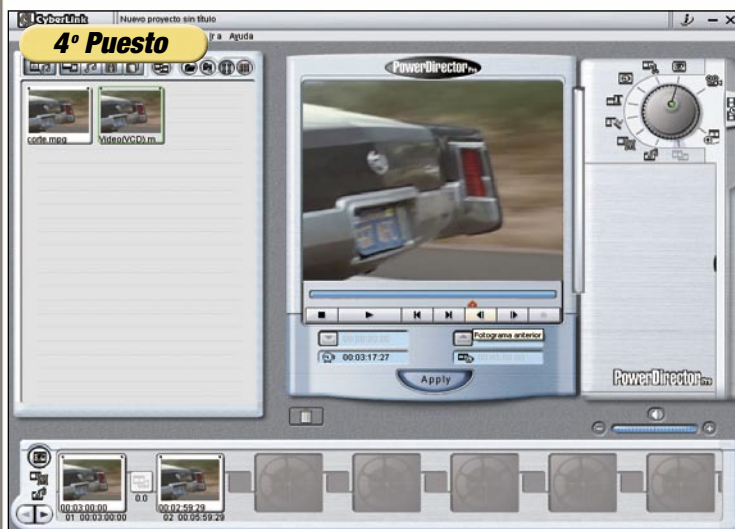 CyberLink
Nuevo proyecto sin título
4º Puesto
ra Ayuda
PowerDirector Pro
corte.mpg
Video(VCD).m
Fotograma anterior
00:03:17:27
Apply
PowerDirector Pro
00:03:00:00
01 00:03:00:00
0.0
00:02:59:29
02 00:05:59:29